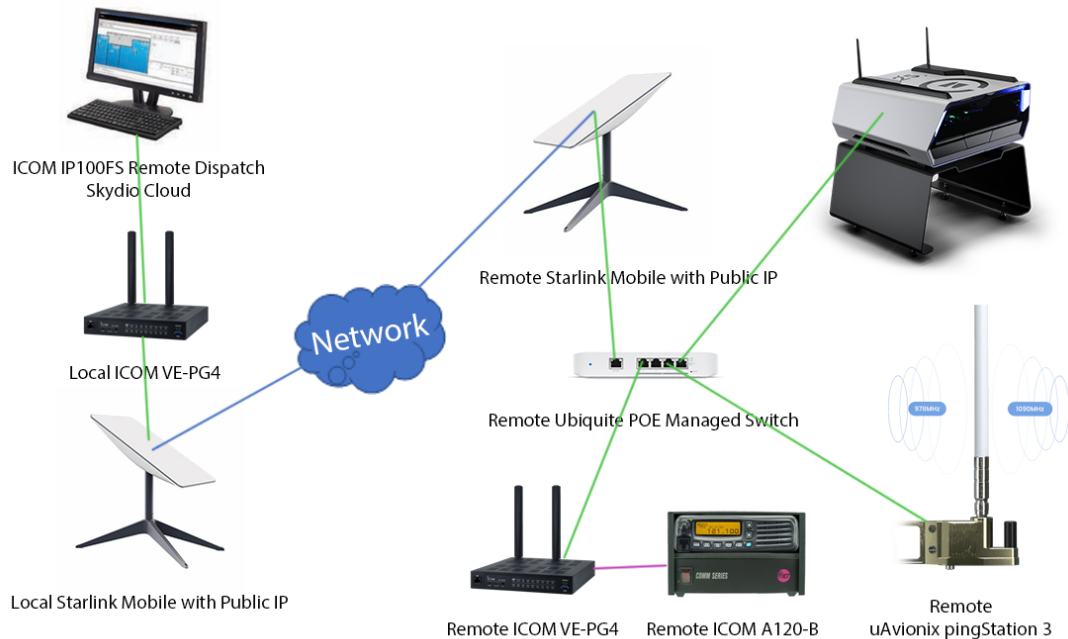 ICOM IP100FS Remote Dispatch
Skydio Cloud
Local ICOM VE-PG4
Local Starlink Mobile with Public IP
Network
Remote Starlink Mobile with Public IP
Remote Ubiquite POE Managed Switch
978MHz
1090MHz
COMM SERIES
Remote ICOM VE-PG4
Remote ICOM A120-B
Remote
uAvionix pingStation 3